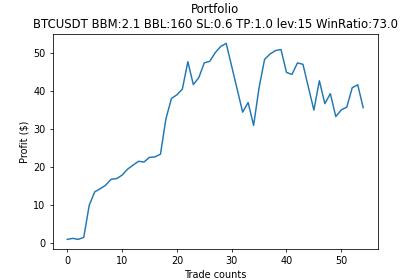 Portfolio
BTCUSDT BBM:2.1 BBL:160 SL:0.6 TP:1.0 lev:15 WinRatio:73.0
Profit ($)
50
40
30
20
10
0
0 10 20 30 40 50
Trade counts